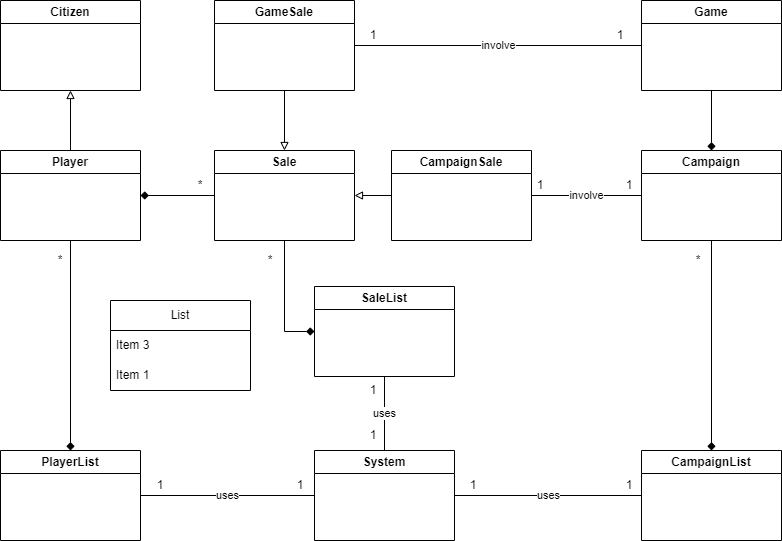 Citizen
GameSale
Game
1
involve
1
Player
Sale
CampaignSale
Campaign
*
1
involve
1
*
*
*
SaleList
List
Item 3
Item 1
1
uses
1
PlayerList
System
CampaignList
1
uses
1
1
uses
1